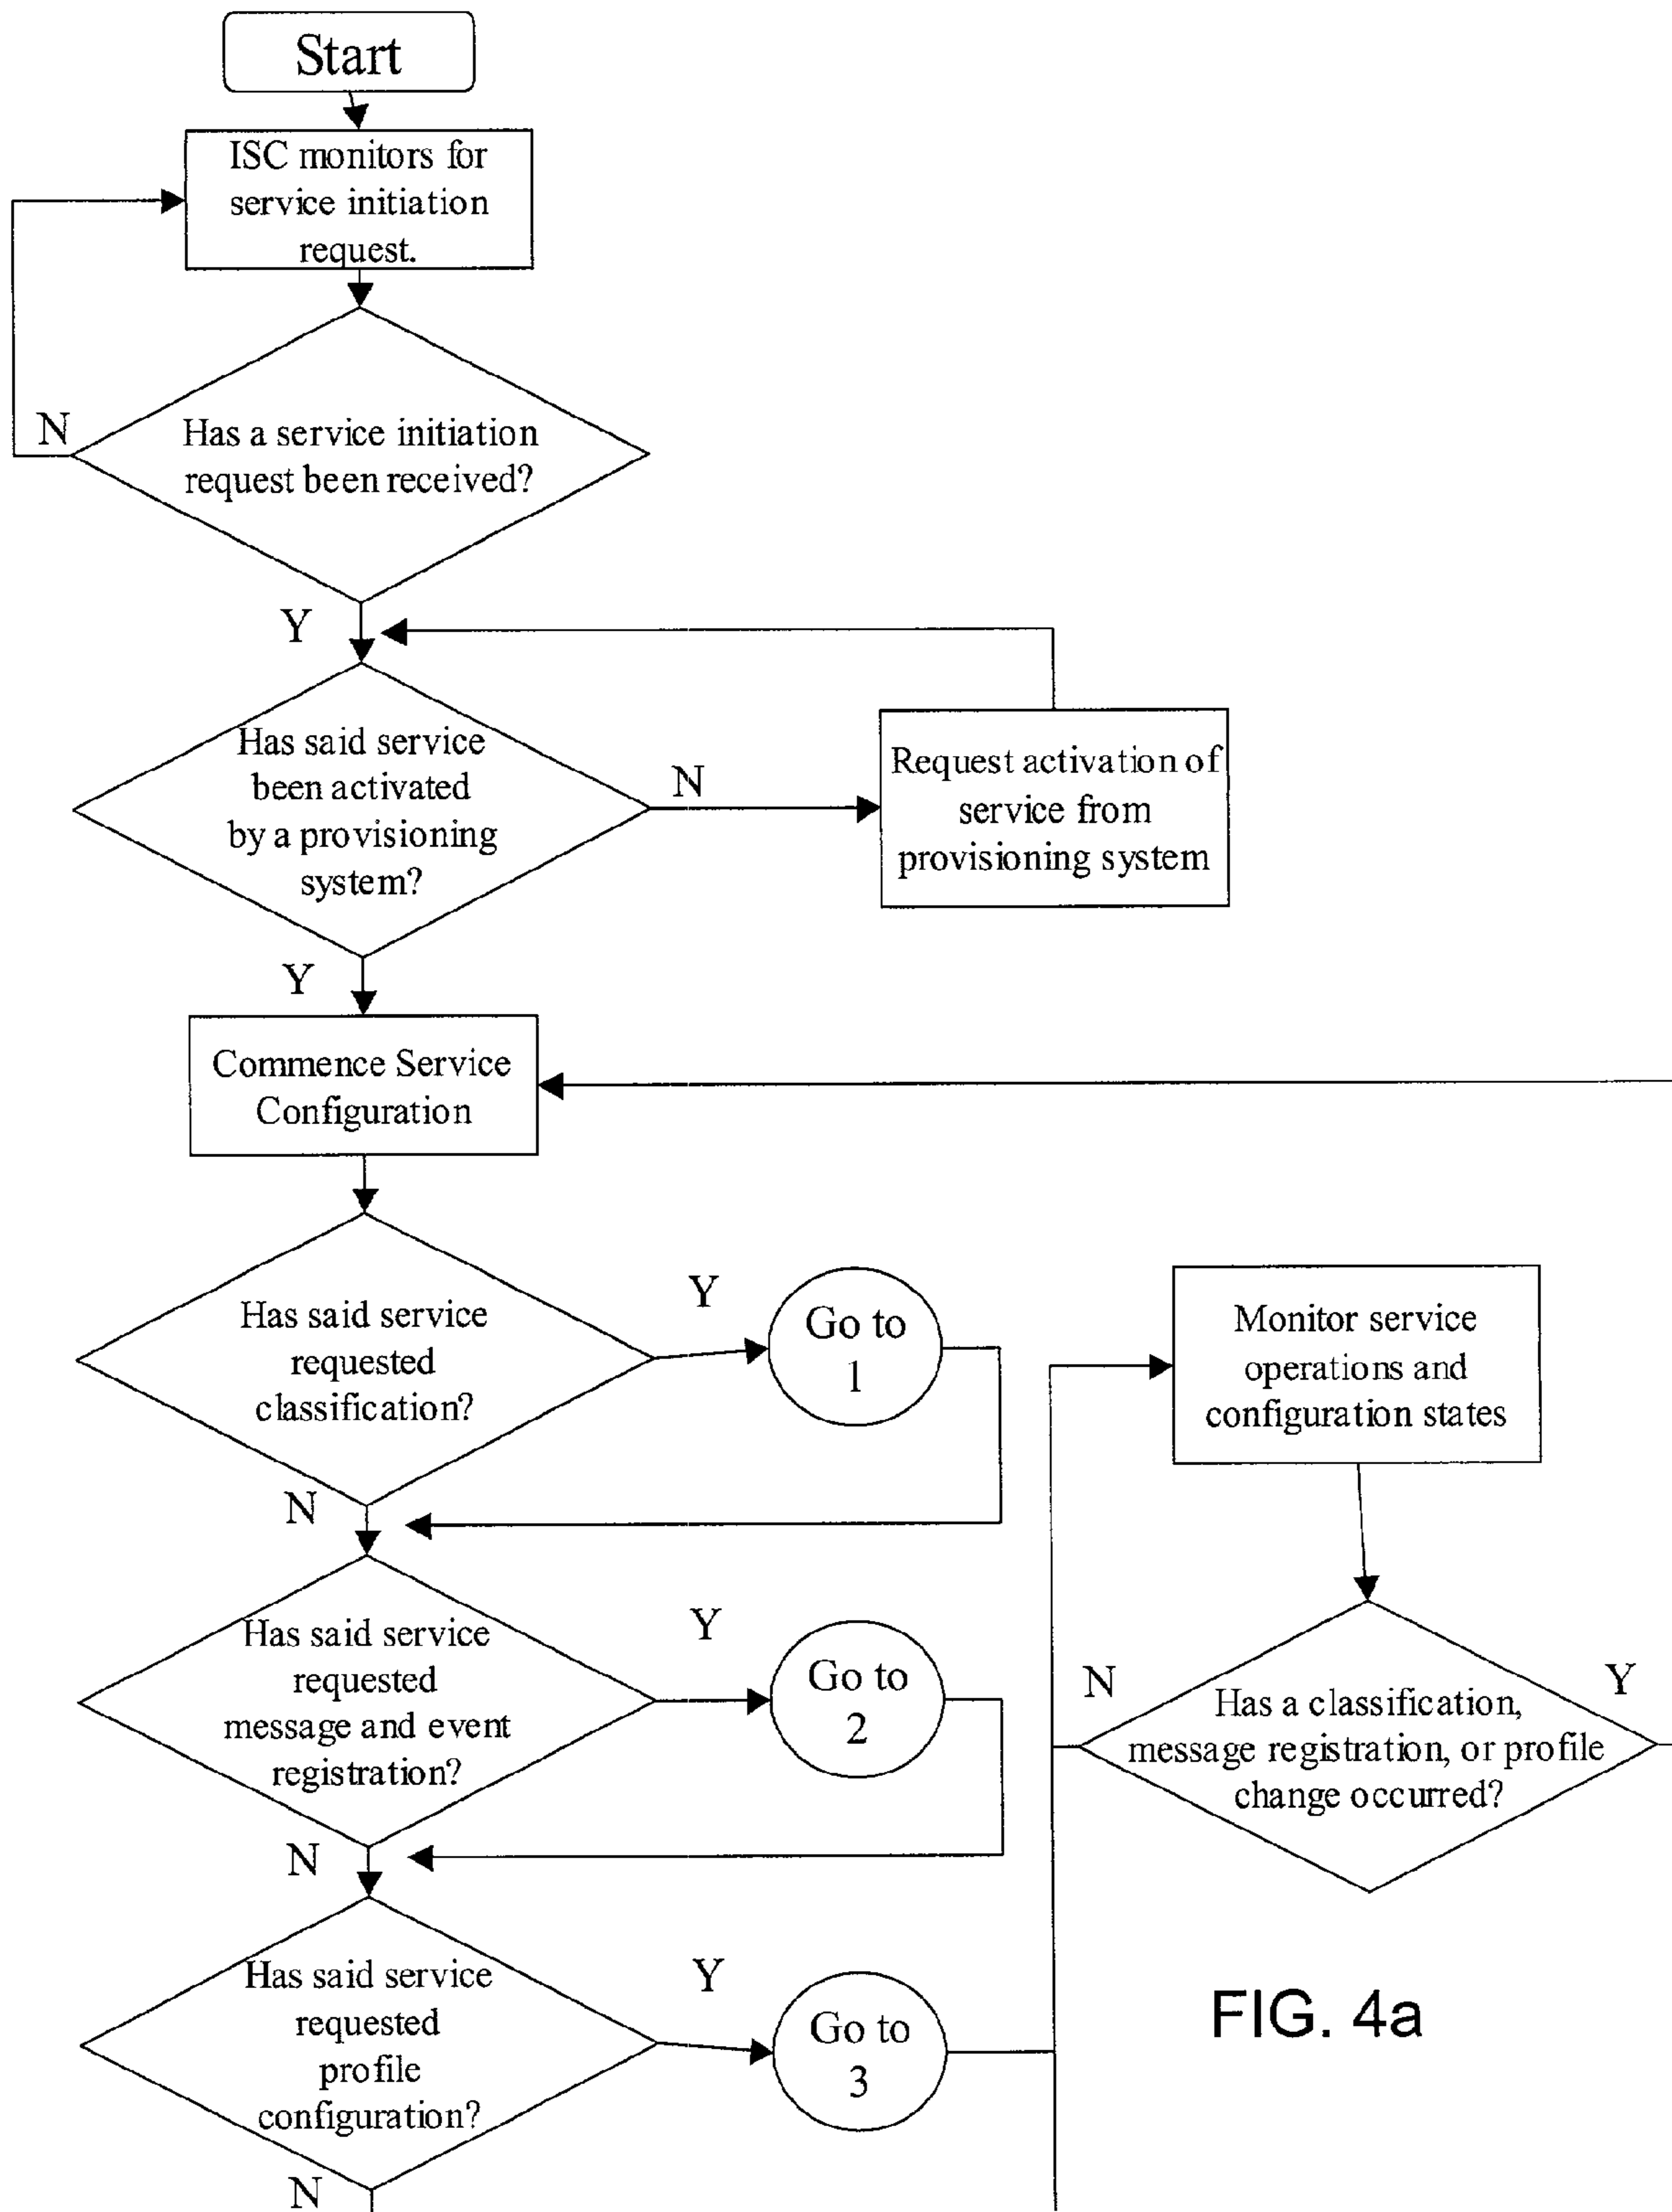 Start
ISC monitors for
service initiation
request.
N
Has a service initiation
request been received?
Y
Has said service
been activated
by a provisioning
system?
N
Request activation of
service from
provisioning system
Y
Commence Service
Configuration
Has said service
requested
classification?
Y
Go to
1
Monitor service
operations and
configuration states
N
Has said service
requested
message and event
registration?
Y
Go to
2
N
Has a classification,
message registration, or profile
change occurred?
Y
N
Has said service
requested
profile
configuration?
Y
Go to
3
FIG. 4a
N